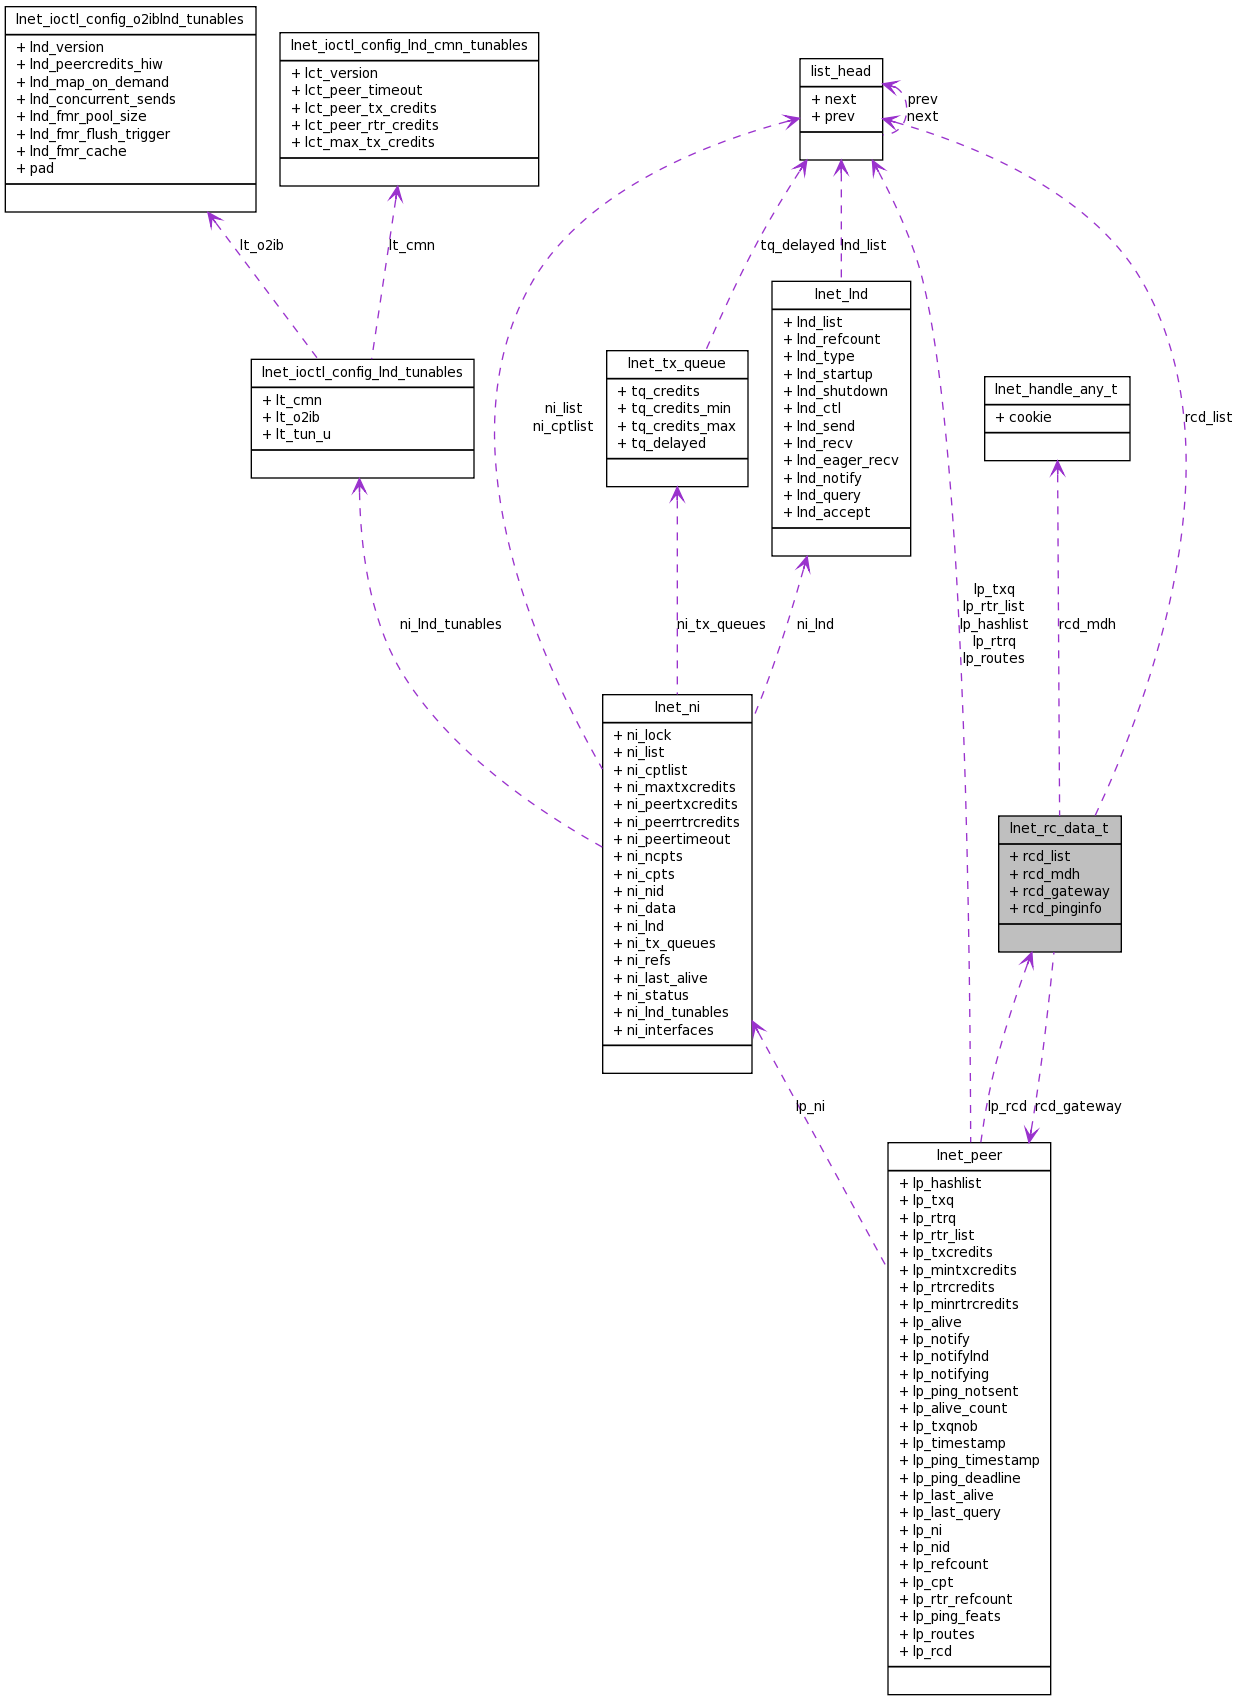 lnet_ioctl_config_o2iblnd_tunables
+ lnd_version
+ lnd_peercredits_hiw
+ lnd_map_on_demand
+ lnd_concurrent_sends
+ lnd_fmr_pool_size
+ lnd_fmr_flush_trigger
+ lnd_fmr_cache
+ pad
lnet_ioctl_config_lnd_cmn_tunables
+ lct_version
+ lct_peer_timeout
+ lct_peer_tx_credits
+ lct_peer_rtr_credits
+ lct_max_tx_credits
list_head
+ next
+ prev
prev
next
lt_o2ib
lt_cmn
tq_delayed
lnd_list
lnet_ioctl_config_lnd_tunables
+ lt_cmn
+ lt_o2ib
+ lt_tun_u
ni_list
ni_cptlist
lnet_tx_queue
+ tq_credits
+ tq_credits_min
+ tq_credits_max
+ tq_delayed
lnet_lnd
+ lnd_list
+ lnd_refcount
+ lnd_type
+ lnd_startup
+ lnd_shutdown
+ lnd_ctl
+ lnd_send
+ lnd_recv
+ lnd_eager_recv
+ lnd_notify
+ lnd_query
+ lnd_accept
lnet_handle_any_t
+ cookie
rcd_list
ni_lnd_tunables
ni_tx_queues
ni_lnd
lp_txq
lp_rtr_list
lp_hashlist
lp_rtrq
lp_routes
rcd_mdh
lnet_ni
+ ni_lock
+ ni_list
+ ni_cptlist
+ ni_maxtxcredits
+ ni_peertxcredits
+ ni_peerrtrcredits
+ ni_peertimeout
+ ni_ncpts
+ ni_cpts
+ ni_nid
+ ni_data
+ ni_lnd
+ ni_tx_queues
+ ni_refs
+ ni_last_alive
+ ni_status
+ ni_lnd_tunables
+ ni_interfaces
lnet_rc_data_t
+ rcd_list
+ rcd_mdh
+ rcd_gateway
+ rcd_pinginfo
lp_ni
lp_rcd
rcd_gateway
lnet_peer
+ lp_hashlist
+ lp_txq
+ lp_rtrq
+ lp_rtr_list
+ lp_txcredits
+ lp_mintxcredits
+ lp_rtrcredits
+ lp_minrtrcredits
+ lp_alive
+ lp_notify
+ lp_notifylnd
+ lp_notifying
+ lp_ping_notsent
+ lp_alive_count
+ lp_txqnob
+ lp_timestamp
+ lp_ping_timestamp
+ lp_ping_deadline
+ lp_last_alive
+ lp_last_query
+ lp_ni
+ lp_nid
+ lp_refcount
+ lp_cpt
+ lp_rtr_refcount
+ lp_ping_feats
+ lp_routes
+ lp_rcd